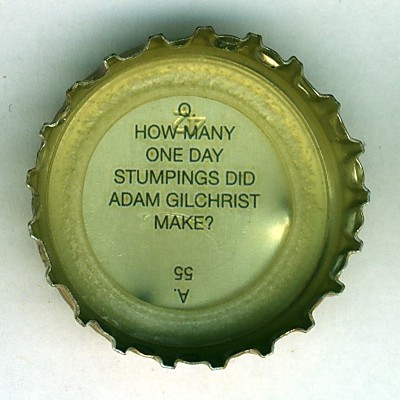 Q.
HOW MANY
ONE DAY
STUMPINGS DID
ADAM GILCHRIST
MAKE?
A.
55